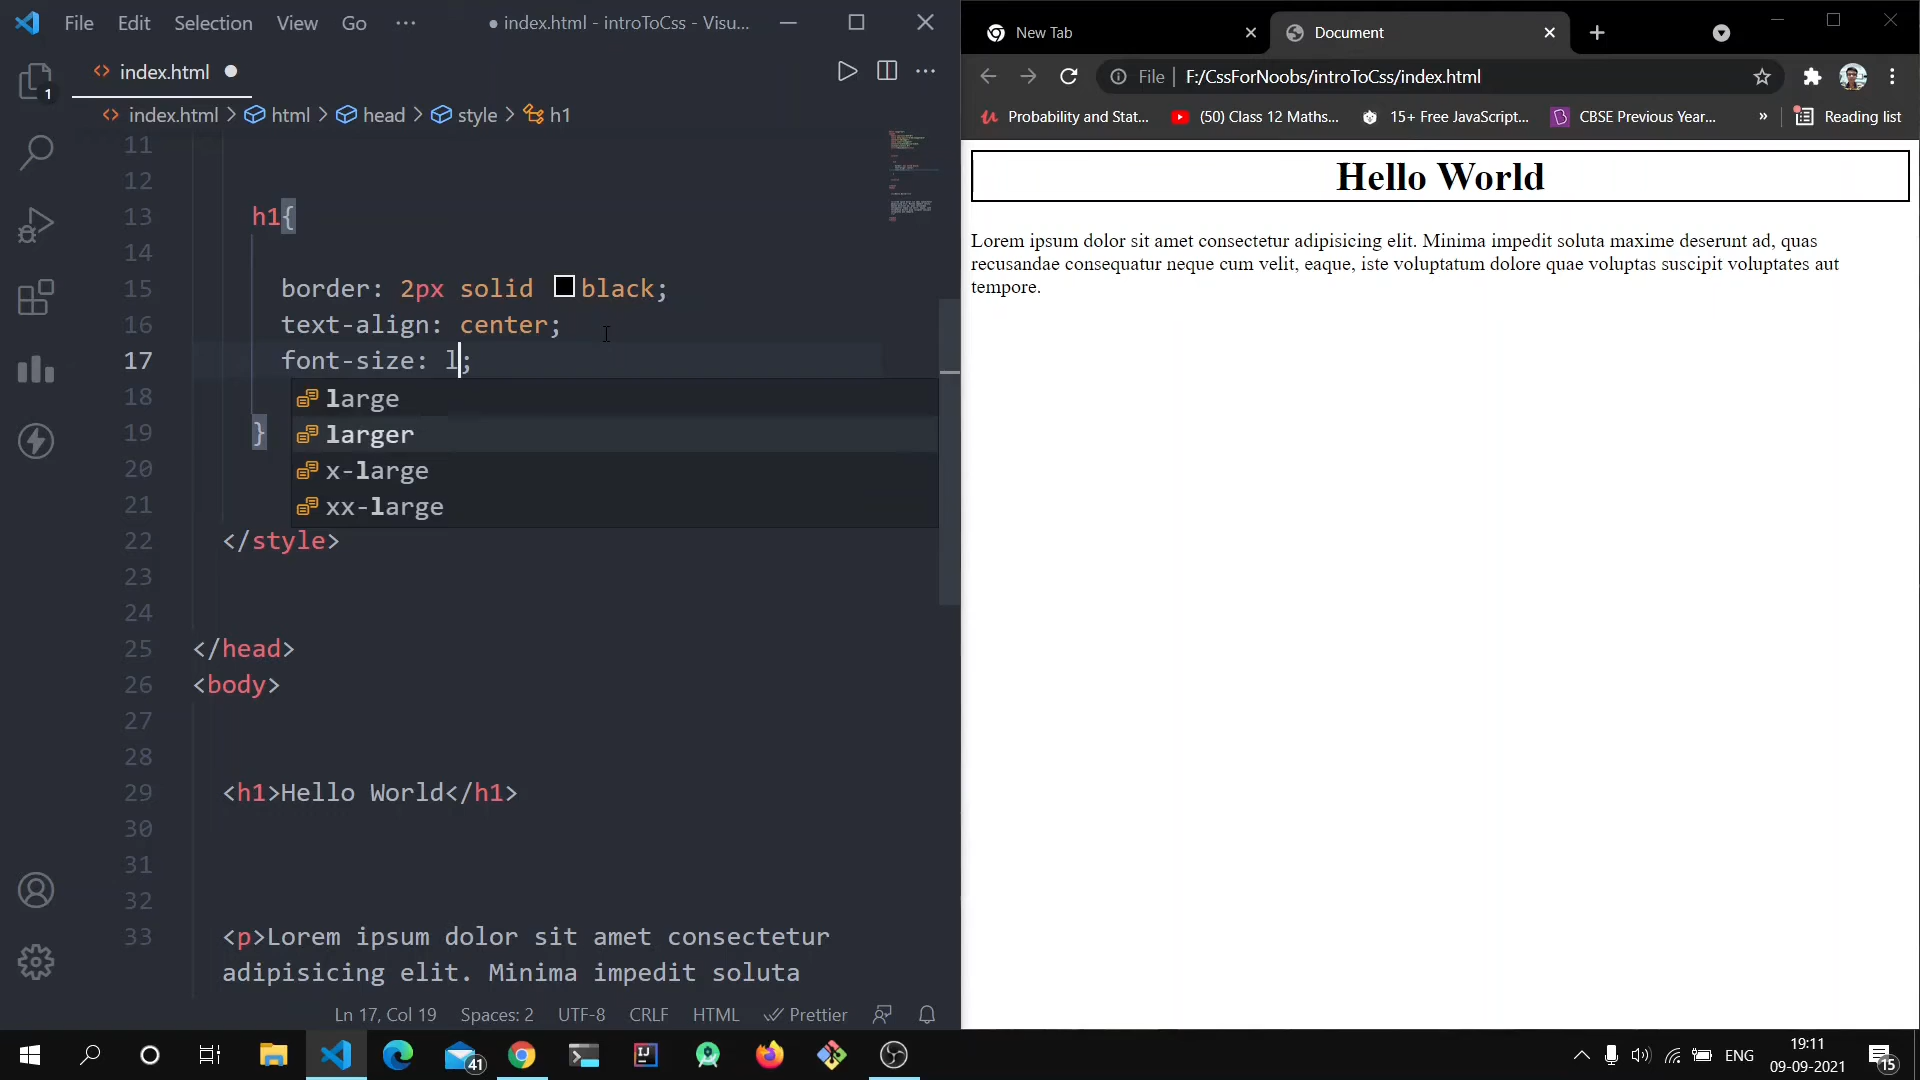 File Edit Selection View Go ··· ● index.html - introToCss - Visu...
index.html
index.html > html > head > style > h1
1
11
12
13 h1{
14
15 border: 2px solid black;
16 text-align: center;
17 font-size: l;
18 large
19 } larger
20 x-large
21 xx-large
22 </style>
23
24
25 </head>
26 <body>
27
28
29 <h1>Hello World</h1>
30
31
32
33 <p>Lorem ipsum dolor sit amet consectetur
adipisicing elit. Minima impedit soluta
Ln 17, Col 19 Spaces: 2 UTF-8 CRLF HTML Prettier
New Tab Document
File F:/CssForNoobs/introToCss/index.html
Probability and Stat... (50) Class 12 Maths... 15+ Free JavaScript... CBSE Previous Year... » Reading list
Hello World
Lorem ipsum dolor sit amet consectetur adipisicing elit. Minima impedit soluta maxime deserunt ad, quas
recusandae consequatur neque cum velit, eaque, iste voluptatum dolore quae voluptas suscipit voluptates aut
tempore.
41
ENG
19:11
09-09-2021
15